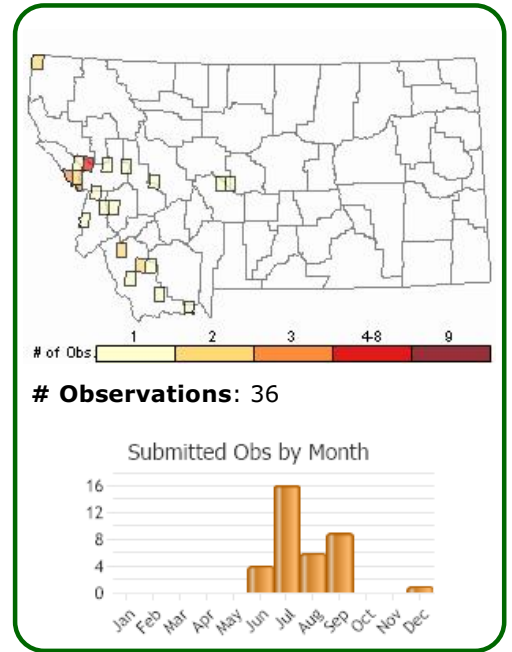 1 2 3 4-8 9
# of Obs.
# Observations: 36
Submitted Obs by Month
16
12
8
4
0
Jan Feb Mar Apr May Jun Jul Aug Sep Oct Nov Dec